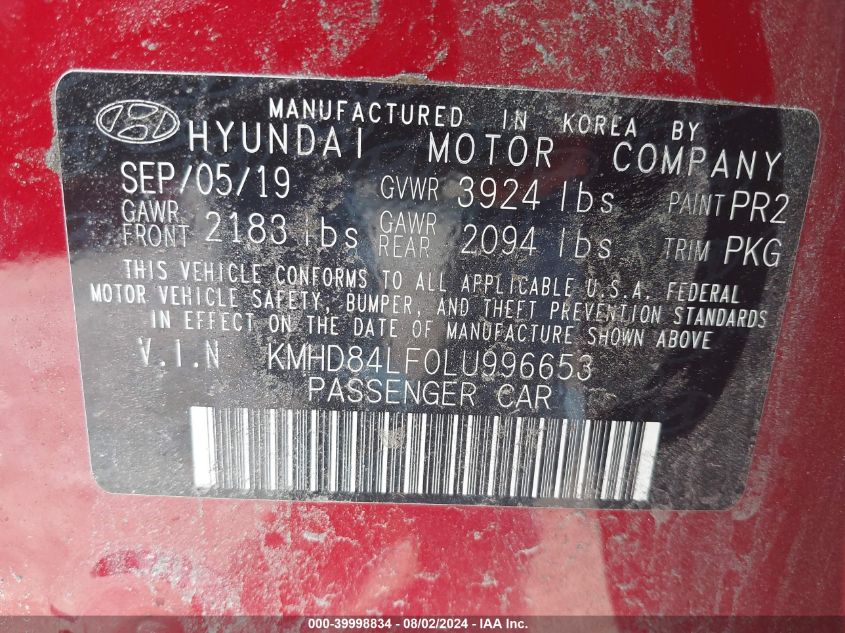 MANUFACTURED IN KOREA BY
HYUNDAI MOTOR COMPANY
SEP/05/19 GVWR 3924 lbs PAINT PR2
GAWR FRONT 2183 lbs GAWR REAR 2094 lbs TRIM PKG
THIS VEHICLE CONFORMS TO ALL APPLICABLE U.S.A. FEDERAL
MOTOR VEHICLE SAFETY, BUMPER, AND THEFT PREVENTION STANDARDS
IN EFFECT ON THE DATE OF MANUFACTURE SHOWN ABOVE
V.I.N KMHD84LF0LU996653
PASSENGER CAR
000-39998834 - 08/02/2024 - IAAI.COM